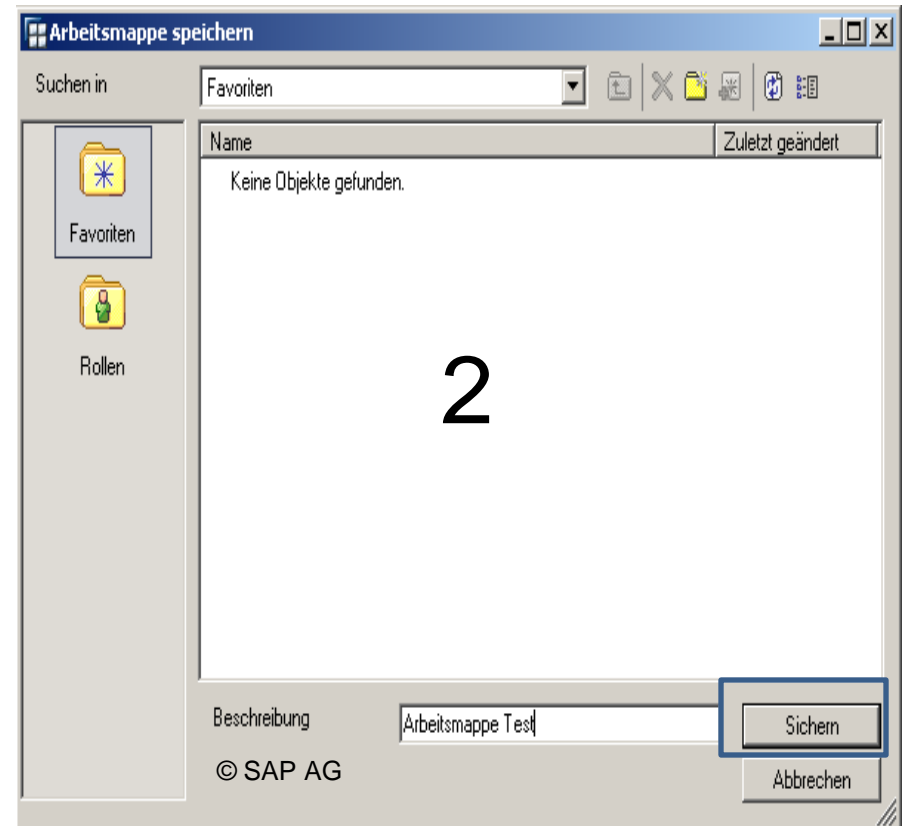 Arbeitsmappe speichern
Suchen in
Favoriten
Name
Zuletzt geändert
Keine Objekte gefunden.
Favoriten
Rollen
2
Beschreibung
Arbeitsmappe Test
Sichern
© SAP AG
Abbrechen